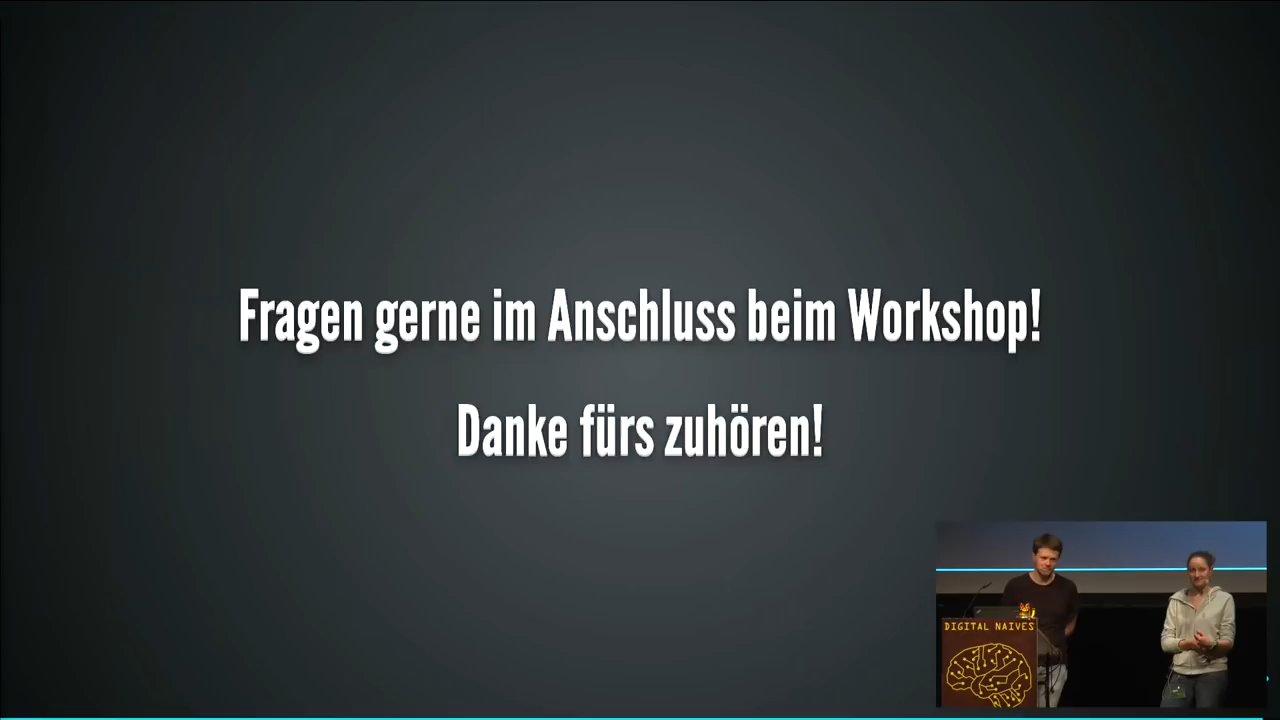 Fragen gerne im Anschluss beim Workshop!
Danke fürs zuhören!
DIGITAL NAIVES